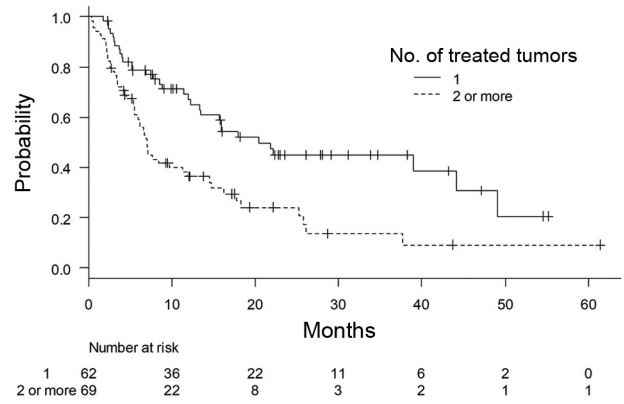 1.0
0.8
0.6
0.4
0.2
0.0
Probability
No. of treated tumors
1
2 or more
0 10 20 30 40 50 60
Months
Number at risk
1 62 36 22 11 6 2 0
2 or more 69 22 8 3 2 1 1